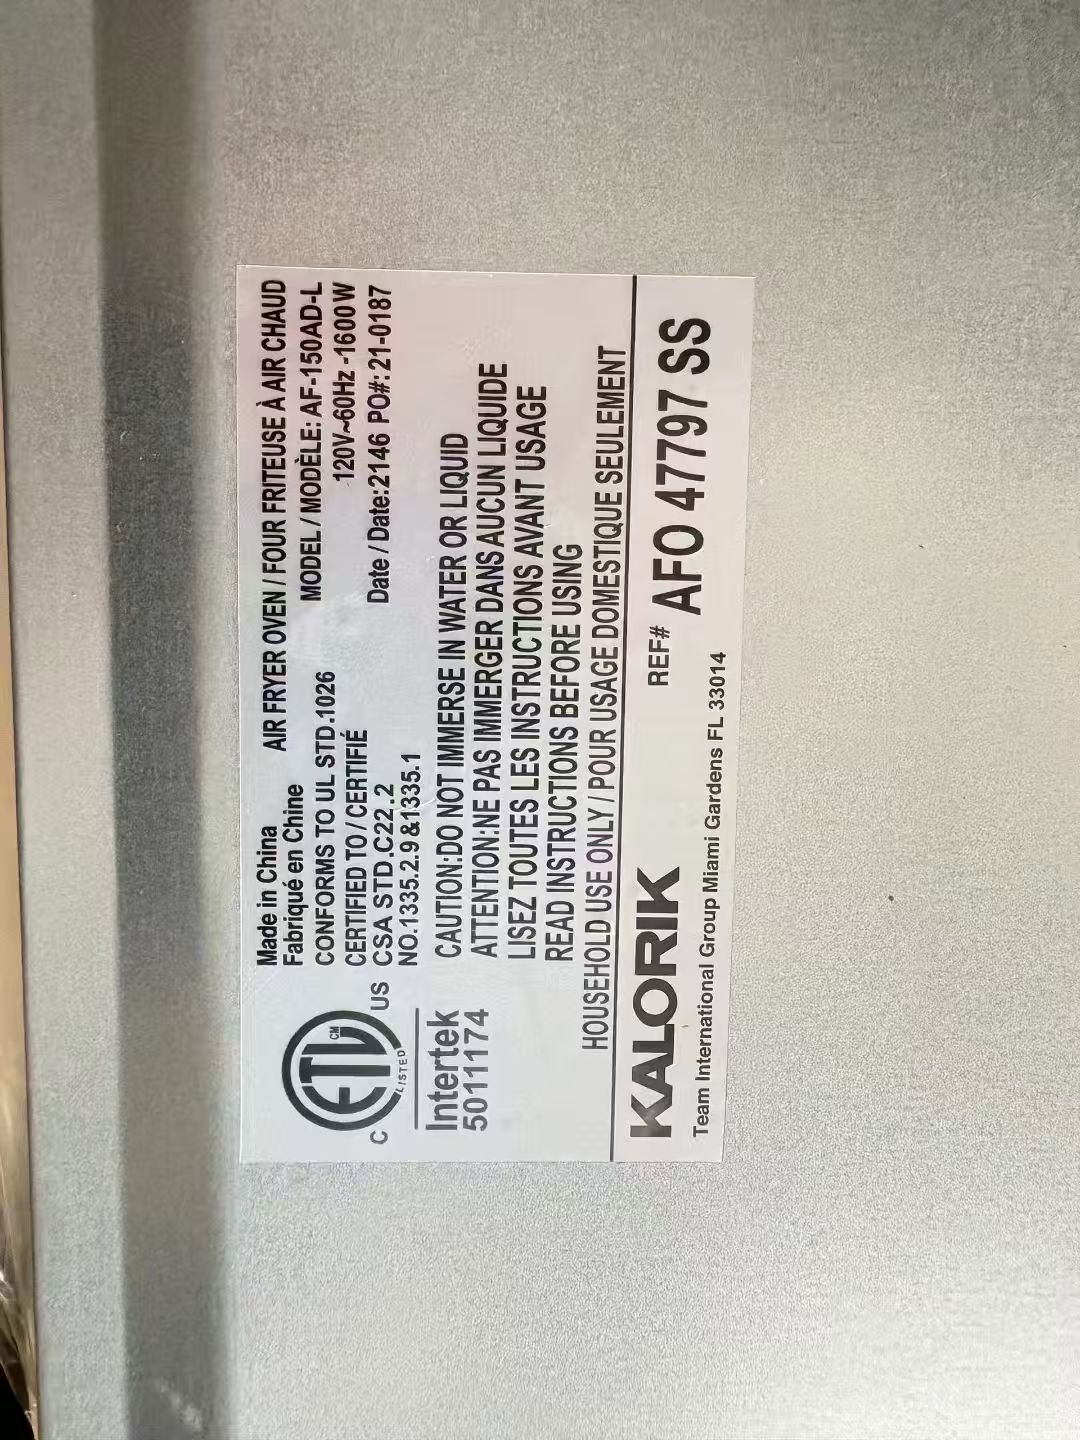 Made in China AIR FRYER OVEN / FOUR FRITEUSE À AIR CHAUD
Fabriqué en Chine MODEL / MODÈLE: AF-150AD-L
CONFORMS TO UL STD.1026 120V~60Hz -1600W
CERTIFIED TO / CERTIFIÉ Date / Date:2146 PO#: 21-0187
CSA STD.C22.2
NO.1335.2.9 &1335.1
C ETL CM US
LISTED
Intertek
5011174
CAUTION:DO NOT IMMERSE IN WATER OR LIQUID
ATTENTION:NE PAS IMMERGER DANS AUCUN LIQUIDE
LISEZ TOUTES LES INSTRUCTIONS AVANT USAGE
READ INSTRUCTIONS BEFORE USING
HOUSEHOLD USE ONLY / POUR USAGE DOMESTIQUE SEULEMENT
KALORIK REF# AFO 47797 SS
Team International Group Miami Gardens FL 33014